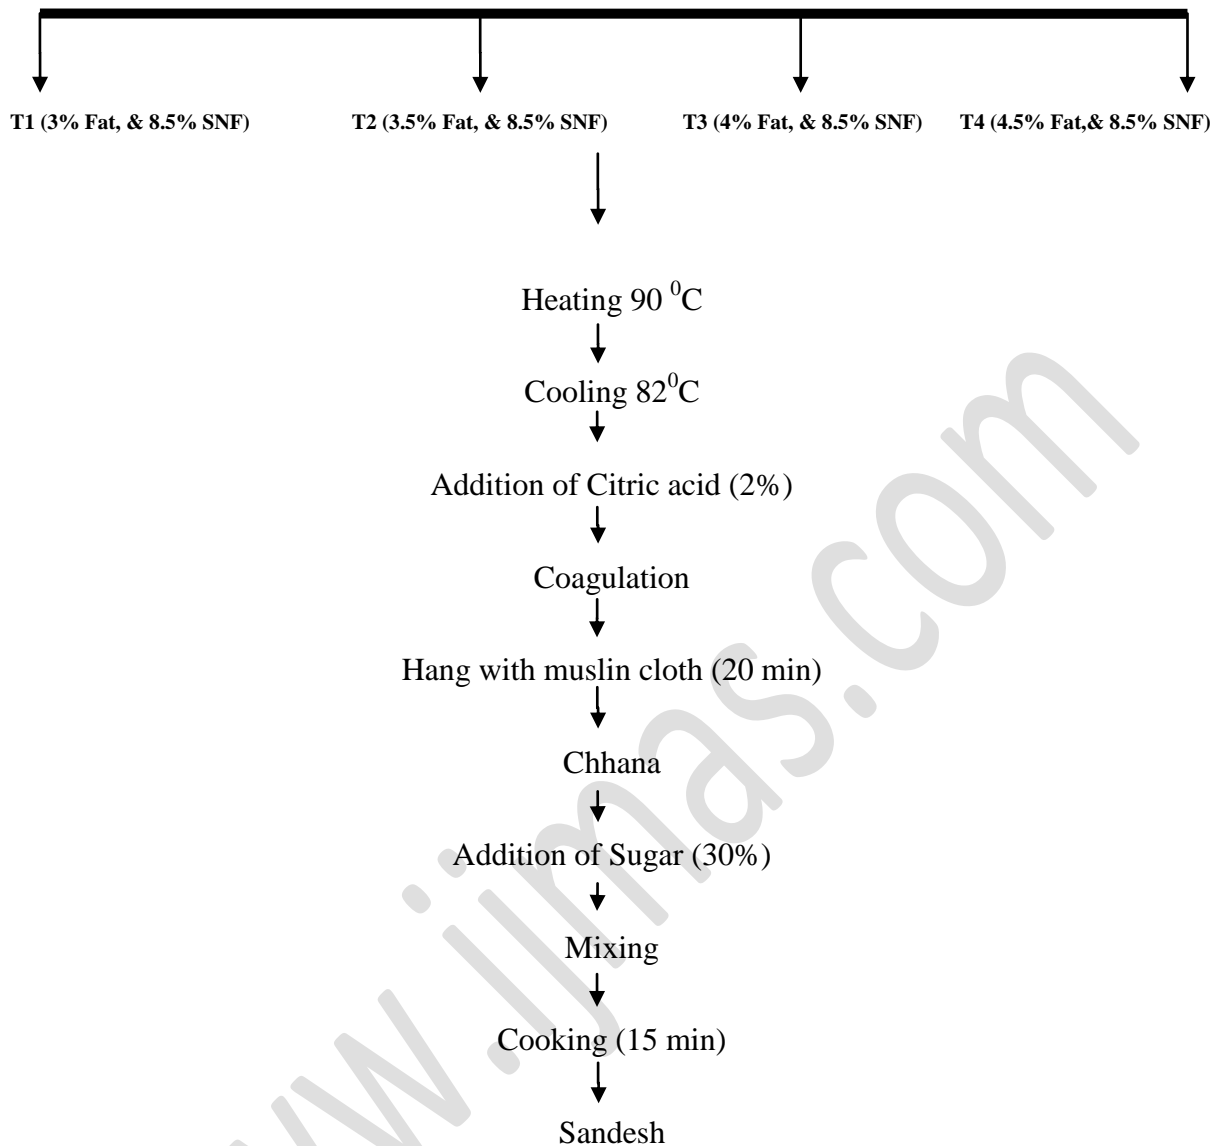 T1 (3% Fat, & 8.5% SNF) T2 (3.5% Fat, & 8.5% SNF) T3 (4% Fat, & 8.5% SNF) T4 (4.5% Fat,& 8.5% SNF)
Heating 90 ⁰C
Cooling 82⁰C
Addition of Citric acid (2%)
Coagulation
Hang with muslin cloth (20 min)
Chhana
Addition of Sugar (30%)
Mixing
Cooking (15 min)
Sandesh
www.ijmas.com